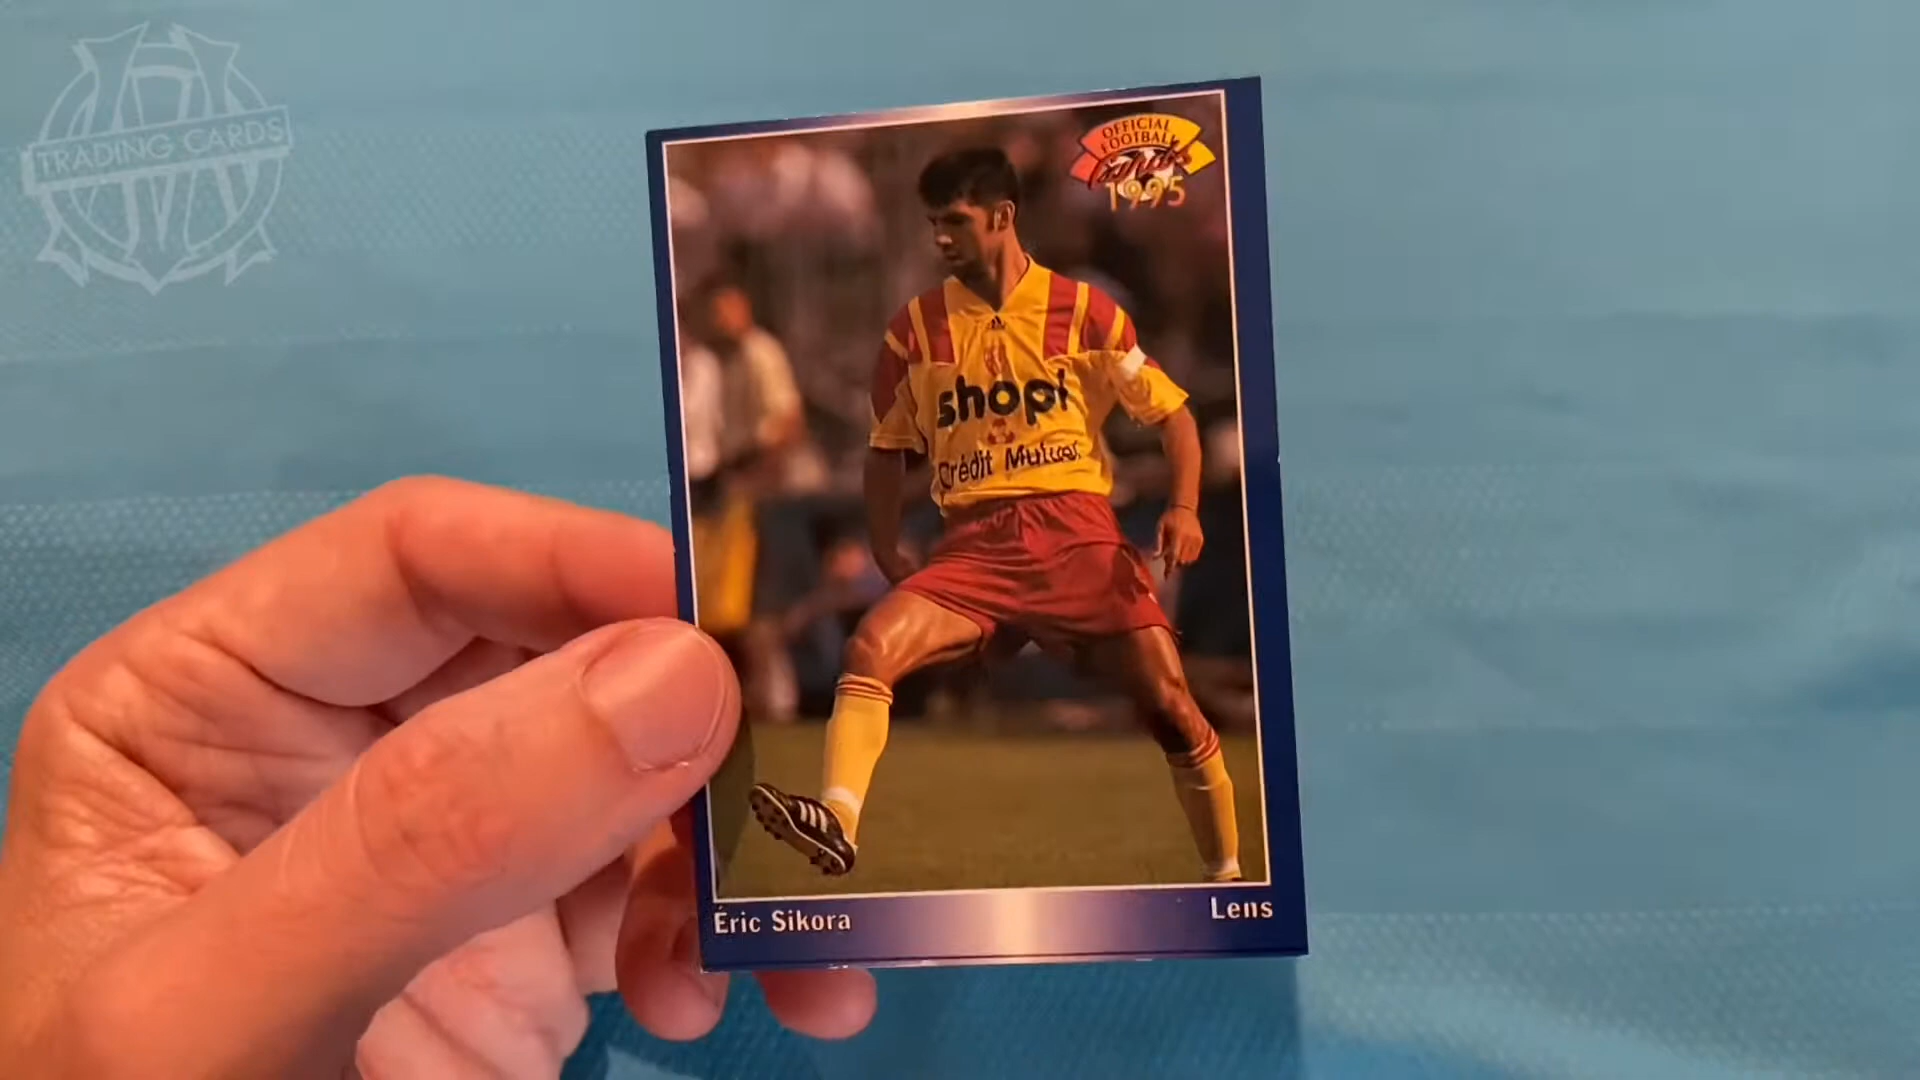 TRADING CARDS
OFFICIAL
FOOTBALL
Cards
1995
shopi
Crédit Mutuel
Éric Sikora
Lens